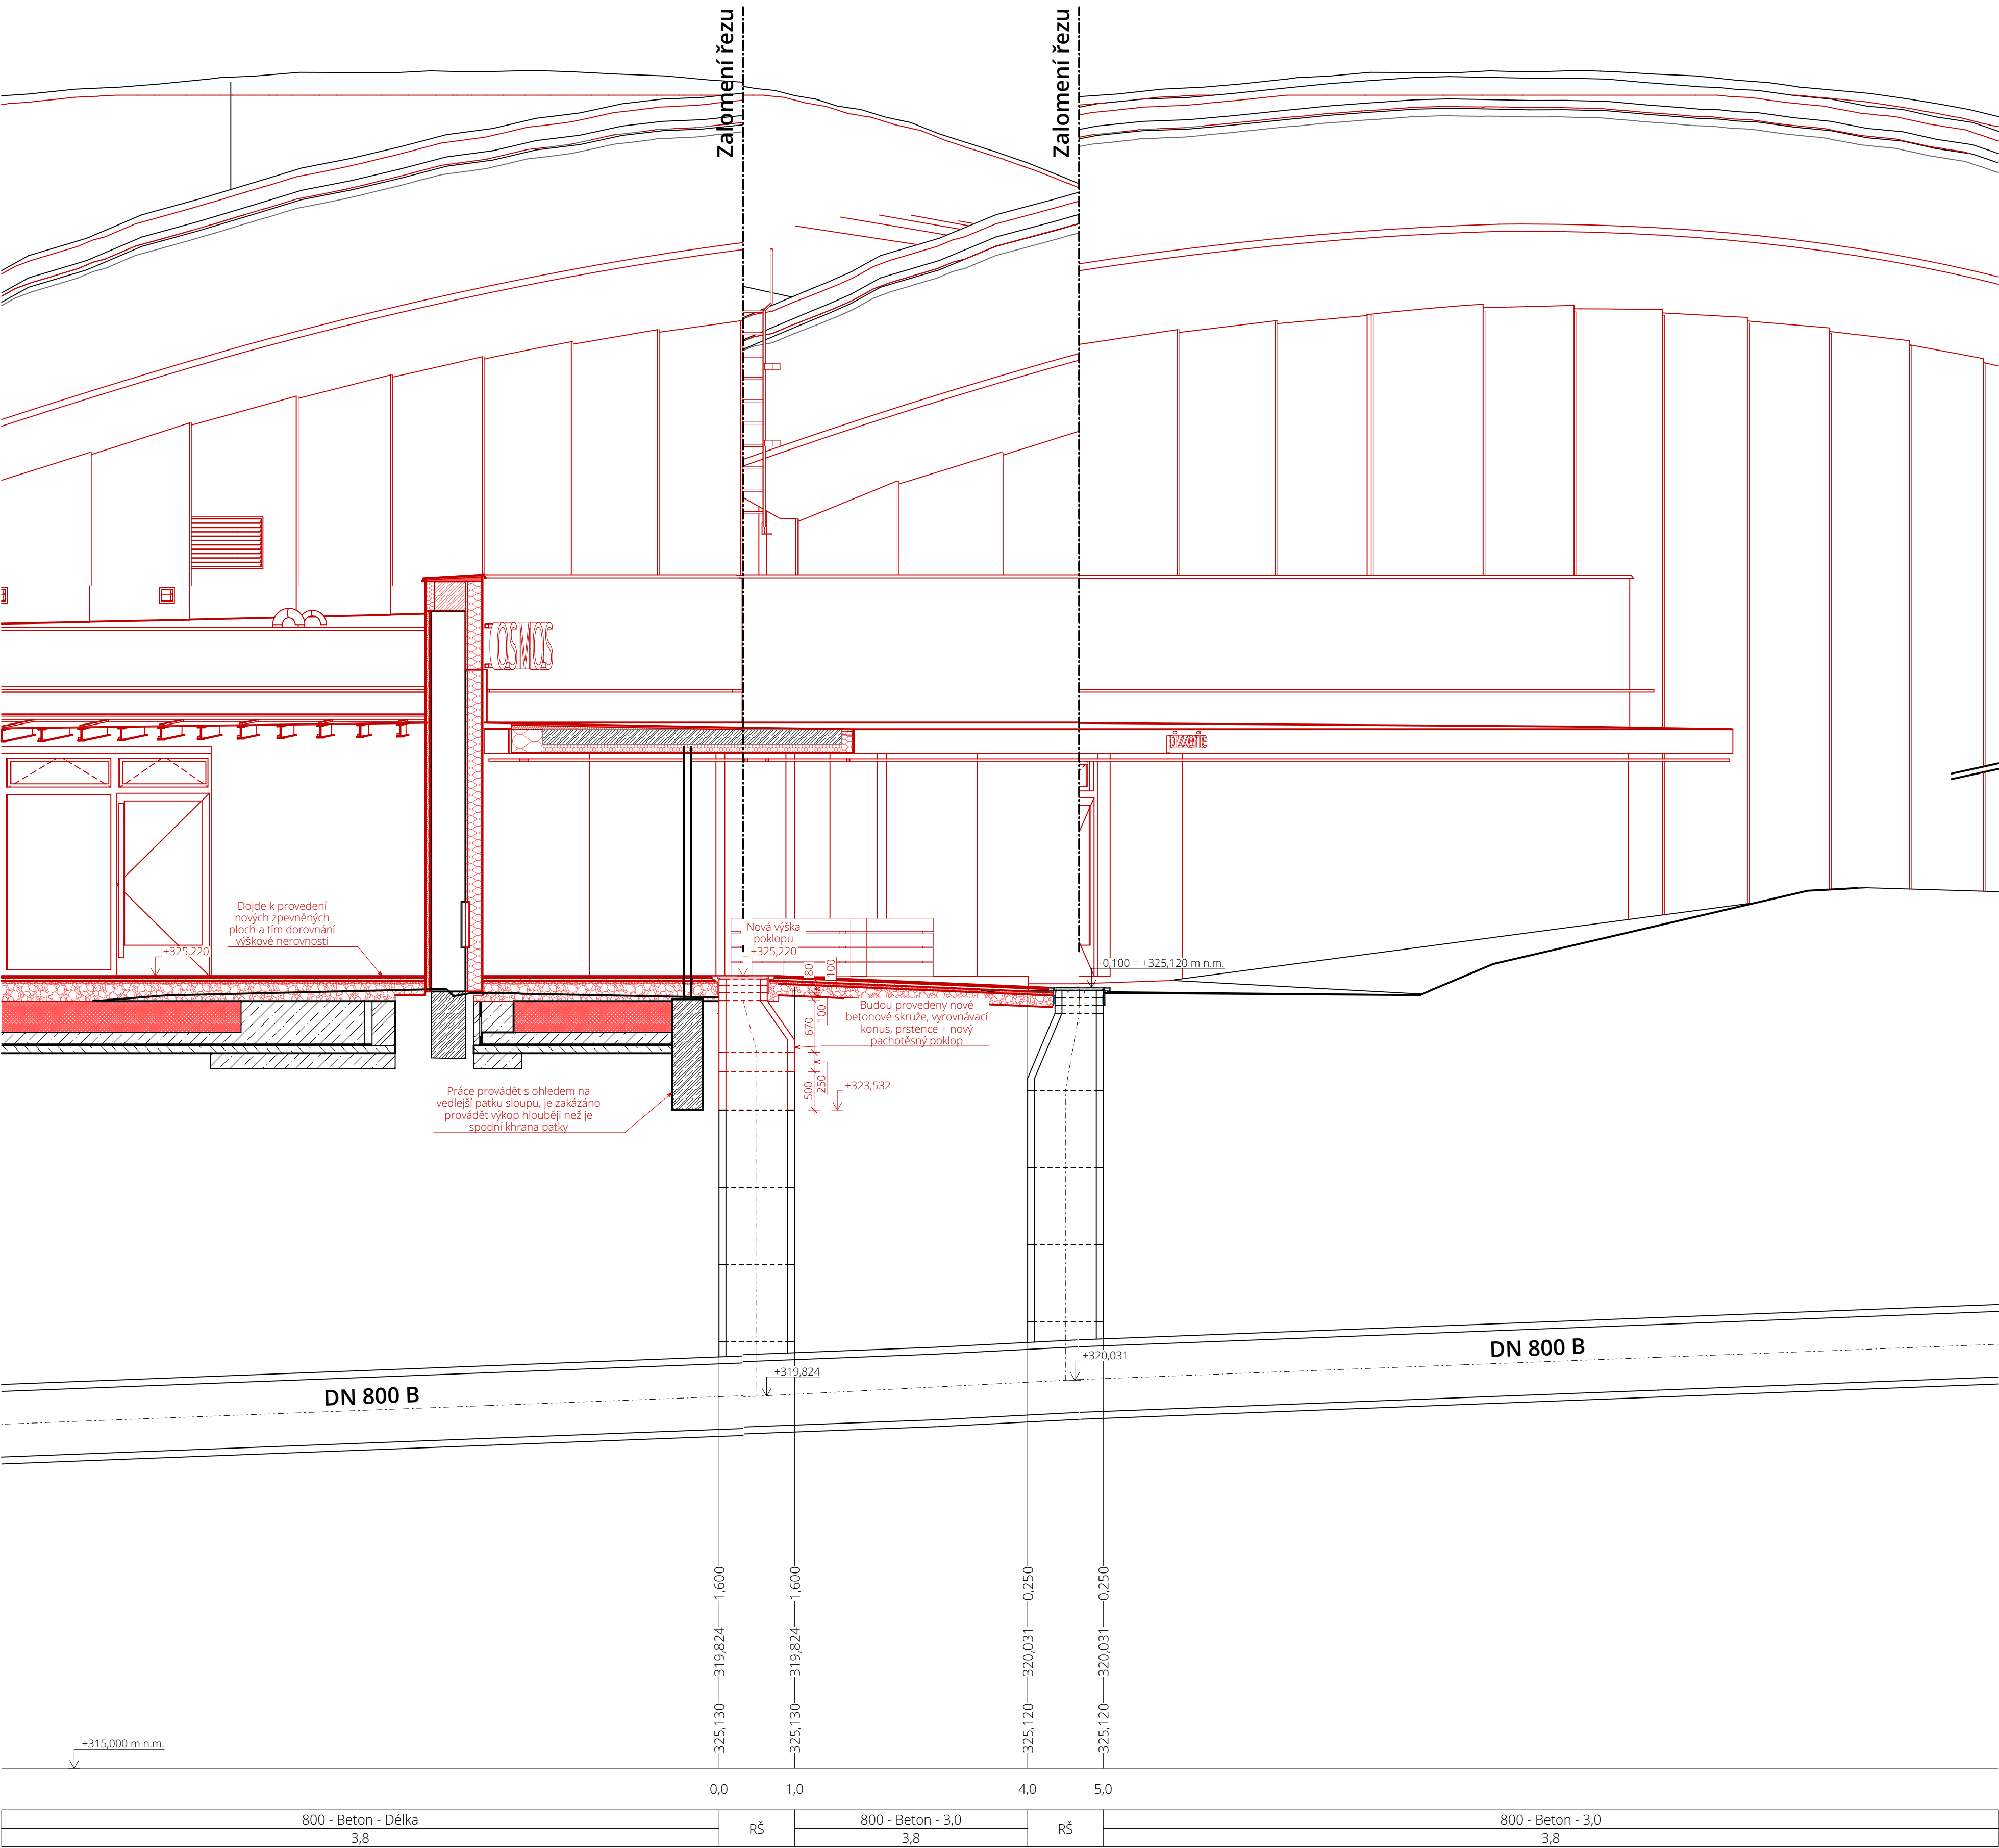 Zalomení řezu
Zalomení řezu
COSMOS
pizzerie
Dojde k provedení
nových zpevněných
ploch a tím dorovnání
výškové nerovnosti
+325,220
Nová výška
poklopu
+325,220
80
100
100
670
250
500
+323,532
Budou provedeny nové
betonové skruže, vyrovnávací
konus, prstence + nový
pachotěsný poklop
-0,100 = +325,120 m n.m.
Práce provádět s ohledem na
vedlejší patku sloupu, je zakázáno
provádět výkop hlouběji než je
spodní khrana patky
DN 800 B
+319,824
+320,031
DN 800 B
325,130 319,824 1,600
325,130 319,824 1,600
325,120 320,031 0,250
325,120 320,031 0,250
+315,000 m n.m.
0,0 1,0 4,0 5,0
800 - Beton - Délka
3,8
RŠ
800 - Beton - 3,0
3,8
RŠ
800 - Beton - 3,0
3,8